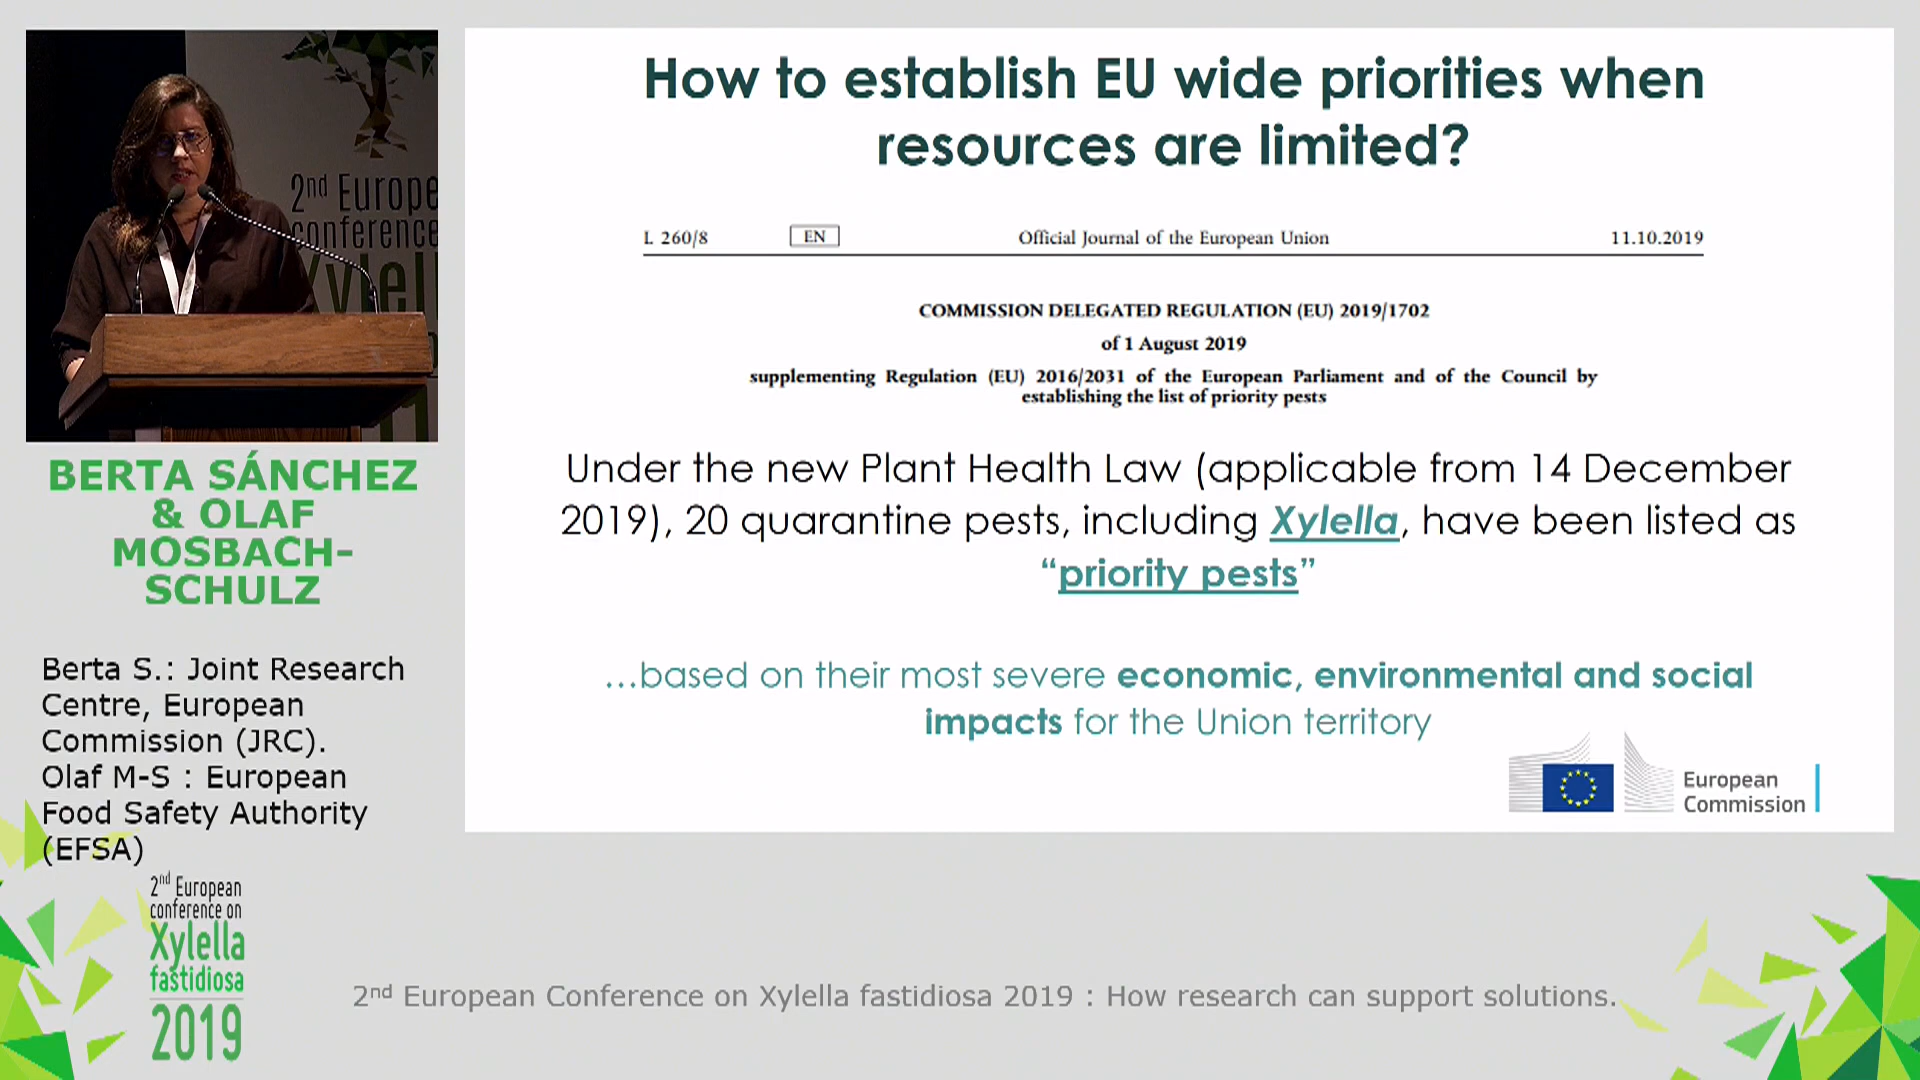 2nd Europe
conference
Xylel
BERTA SÁNCHEZ
& OLAF
MOSBACH-
SCHULZ
Berta S.: Joint Research
Centre, European
Commission (JRC).
Olaf M-S : European
Food Safety Authority
(EFSA)
2nd European
conference on
Xylella
fastidiosa
2019
How to establish EU wide priorities when
resources are limited?
L 260/8 EN Official Journal of the European Union 11.10.2019
COMMISSION DELEGATED REGULATION (EU) 2019/1702
of 1 August 2019
supplementing Regulation (EU) 2016/2031 of the European Parliament and of the Council by
establishing the list of priority pests
Under the new Plant Health Law (applicable from 14 December
2019), 20 quarantine pests, including Xylella, have been listed as
“priority pests”
...based on their most severe economic, environmental and social
impacts for the Union territory
European
Commission
2nd European Conference on Xylella fastidiosa 2019 : How research can support solutions.